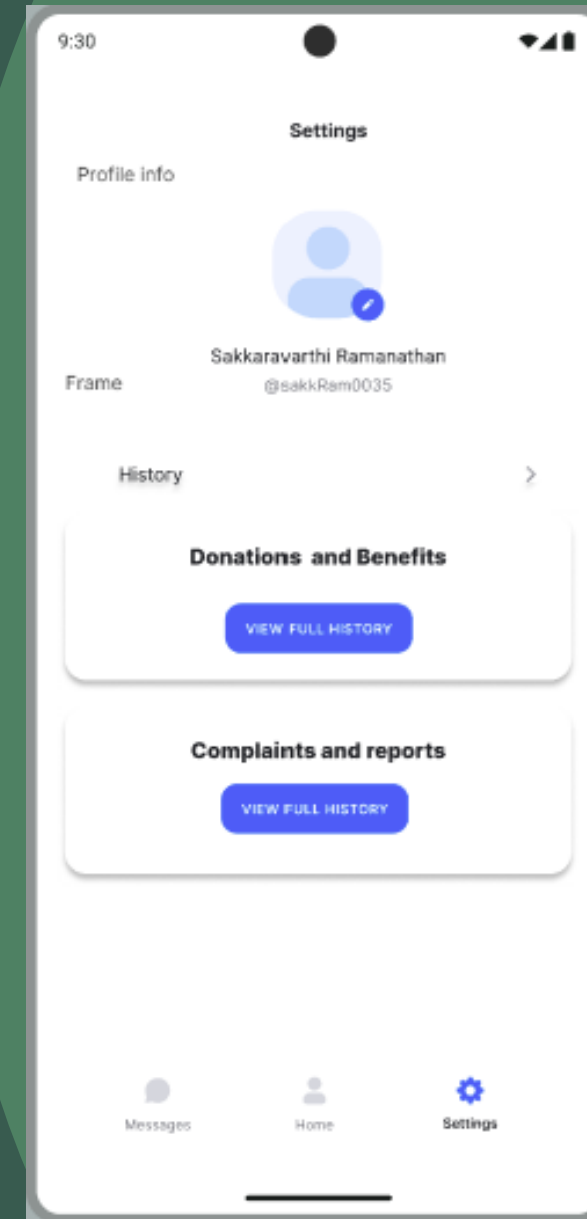 9:30
Settings
Profile info
Sakkaravarthi Ramanathan
Frame
@sakkRam0035
History
Donations and Benefits
VIEW FULL HISTORY
Complaints and reports
VIEW FULL HISTORY
Messages
Home
Settings